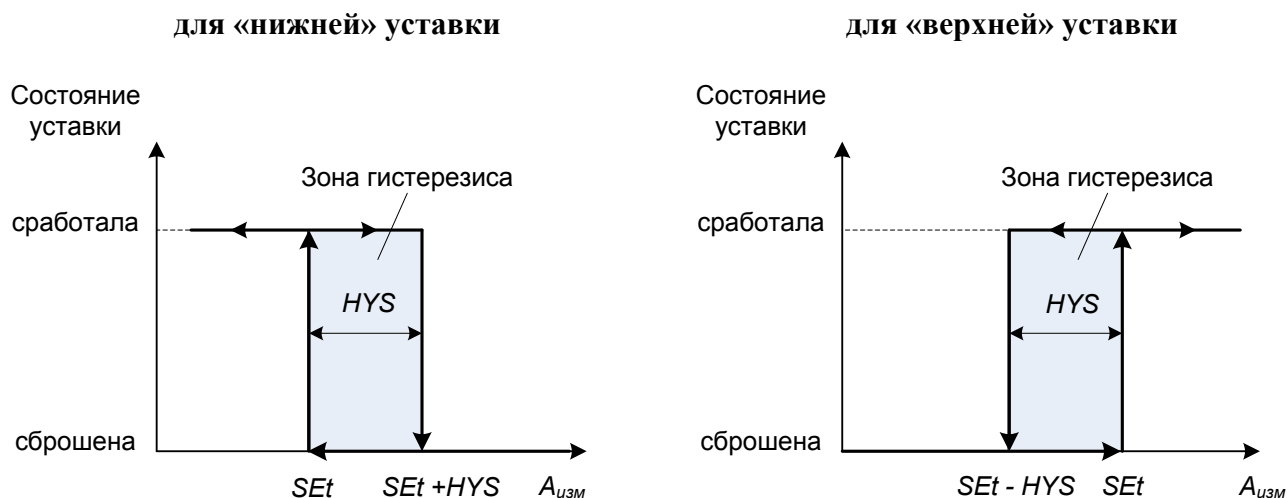 для «нижней» уставки
Состояние
уставки
Зона гистерезиса
сработала
HYS
сброшена
SEt
SEt +HYS
Aизм
для «верхней» уставки
Состояние
уставки
Зона гистерезиса
сработала
HYS
сброшена
SEt - HYS
SEt
Aизм